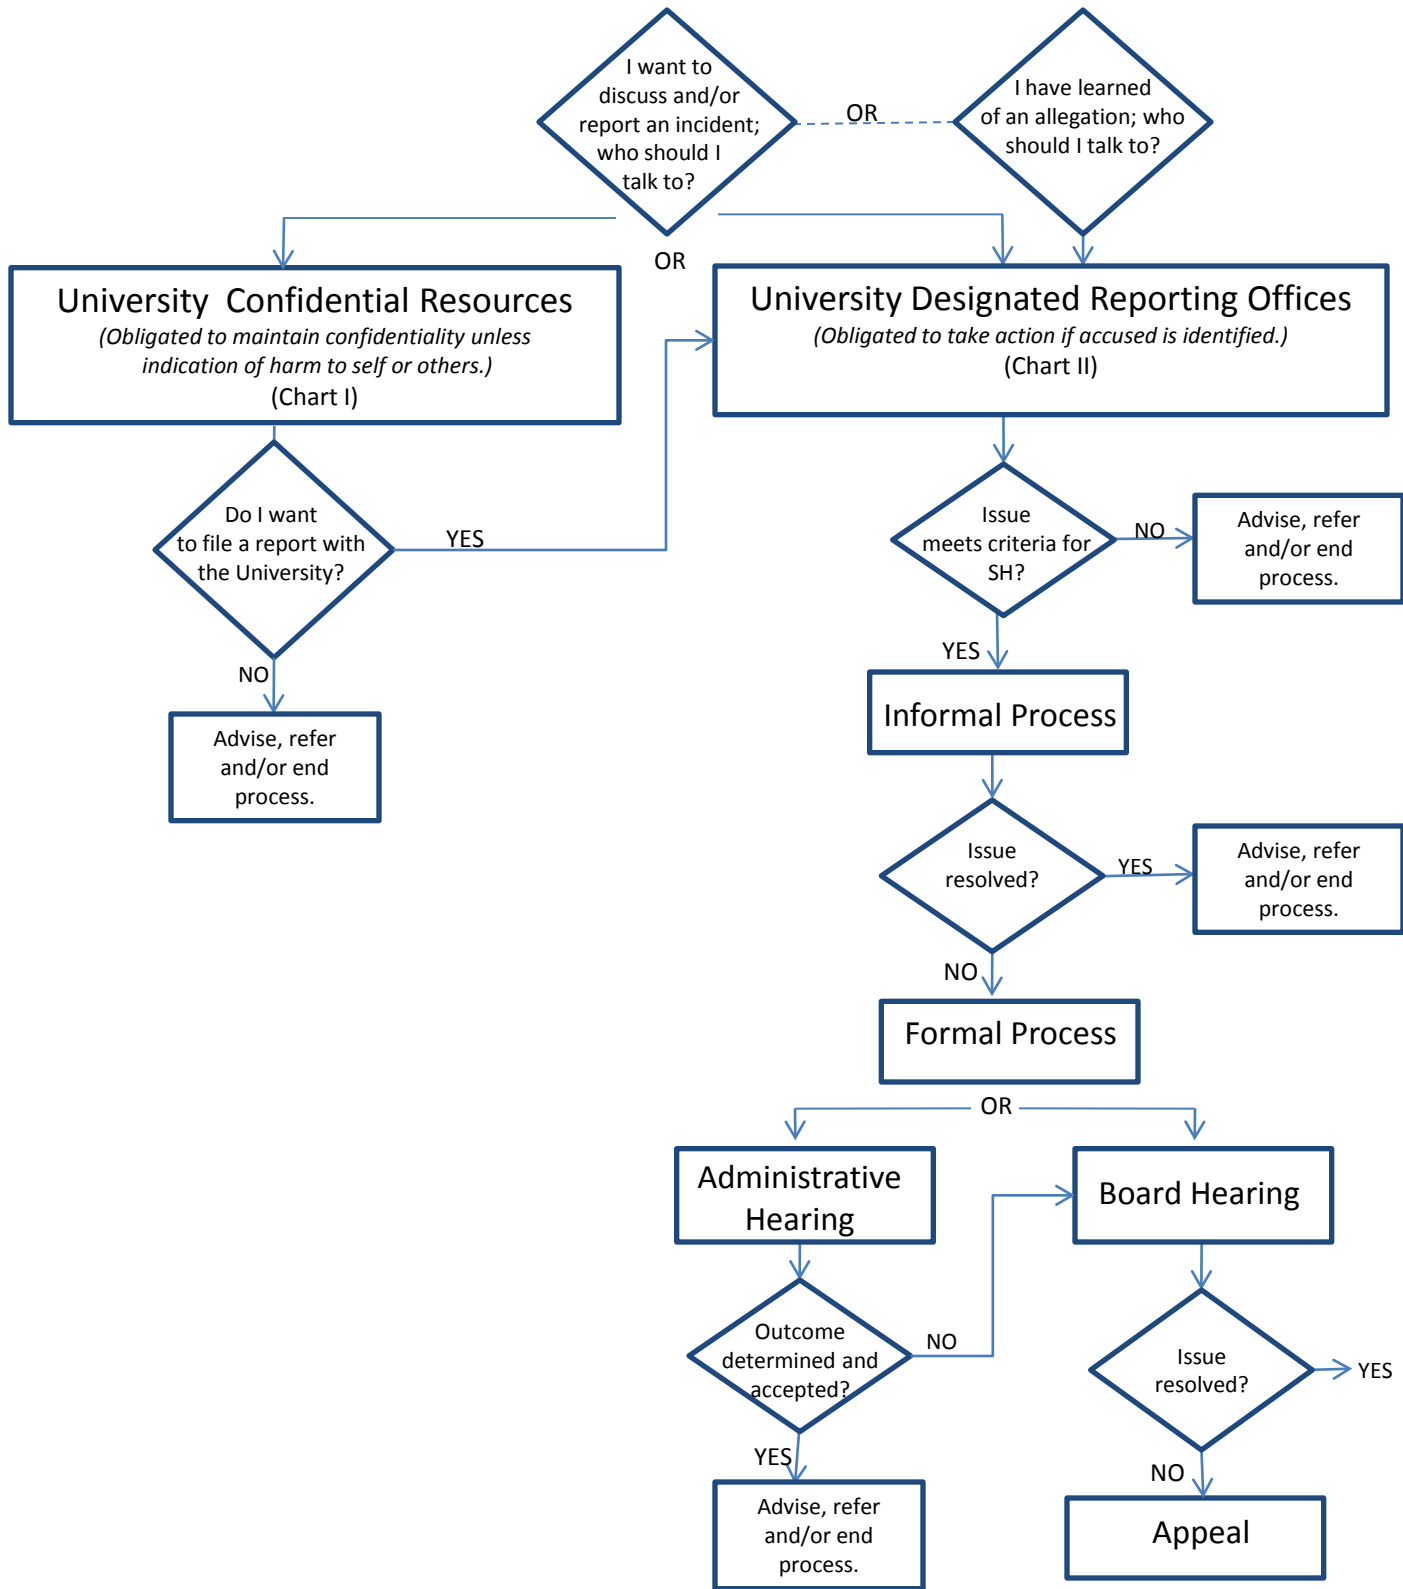 I want to
discuss and/or
report an incident;
who should I
talk to?
OR
I have learned
of an allegation; who
should I talk to?
OR
University Confidential Resources
(Obligated to maintain confidentiality unless
indication of harm to self or others.)
(Chart I)
University Designated Reporting Offices
(Obligated to take action if accused is identified.)
(Chart II)
Do I want
to file a report with
the University?
YES
NO
Advise, refer
and/or end
process.
Issue
meets criteria for
SH?
NO
Advise, refer
and/or end
process.
YES
Informal Process
Issue
resolved?
YES
Advise, refer
and/or end
process.
NO
Formal Process
OR
Administrative
Hearing
Board Hearing
Outcome
determined and
accepted?
NO
YES
Advise, refer
and/or end
process.
Issue
resolved?
YES
NO
Appeal